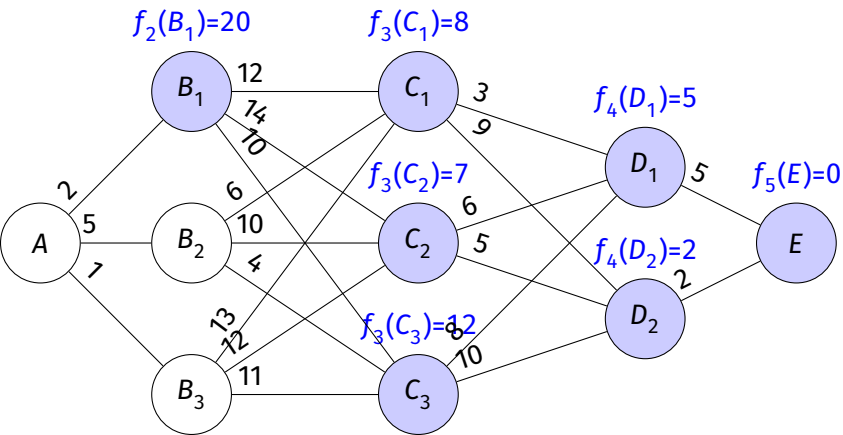 f₂(B₁)=20
f₃(C₁)=8
B₁
12
14
10
C₁
3
9
f₄(D₁)=5
D₁
5
f₅(E)=0
2
6
f₃(C₂)=7
A
5
1
B₂
10
4
C₂
6
5
f₄(D₂)=2
2
E
13
12
11
B₃
f₃(C₃)=12
8
10
C₃
D₂